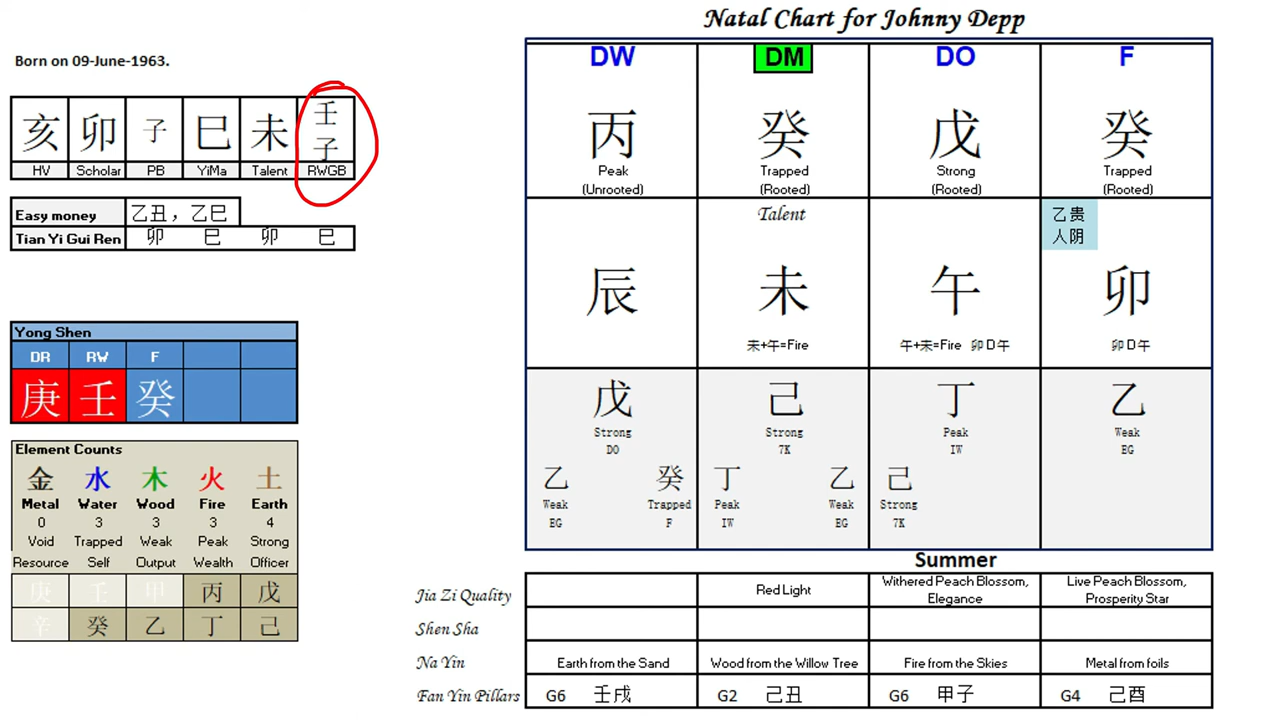 Natal Chart for Johnny Depp
Born on 09-June-1963.
亥 卯 子 巳 未 壬子
HV Scholar PB YiMa Talent RWGB
Easy money 乙丑，乙巳
Tian Yi Gui Ren 卯 巳 卯 巳
Yong Shen
DR RW F
庚 壬 癸
Element Counts
金 水 木 火 土
Metal Water Wood Fire Earth
0 3 3 3 4
Void Trapped Weak Peak Strong
Resource Self Output Wealth Officer
庚 壬 甲 丙 戊
辛 癸 乙 丁 己
DW DM DO F
丙 癸 戊 癸
Peak Trapped Strong Trapped
(Unrooted) (Rooted) (Rooted) (Rooted)
Talent 乙贵
人阴
辰 未 午 卯
未+午=Fire 午+未=Fire 卯D午 卯D午
戊 己 丁 乙
Strong Strong Peak Weak
DO 7K IW EG
乙 癸 丁 乙 己
Weak Trapped Peak Weak Strong
EG F IW EG 7K
Summer
Jia Zi Quality Red Light Withered Peach Blossom, Live Peach Blossom,
Elegance Prosperity Star
Shen Sha
Na Yin Earth from the Sand Wood from the Willow Tree Fire from the Skies Metal from foils
Fan Yin Pillars G6 壬戌 G2 己丑 G6 甲子 G4 己酉